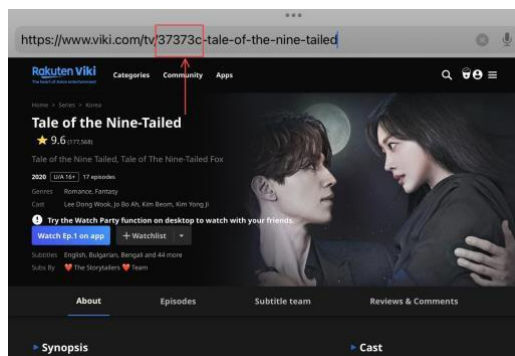 https://www.viki.com/tv/37373c-tale-of-the-nine-tailed
Rakuten Viki
Categories Community Apps
Home > Series > Korea
Tale of the Nine-Tailed
9.6 (177,568)
Tale of the Nine Tailed, Tale of The Nine-Tailed Fox
2020 U/A 16+ 17 episodes
Genres Romance, Fantasy
Cast Lee Dong Wook, Jo Bo Ah, Kim Beom, Kim Yong Ji
Try the Watch Party function on desktop to watch with your friends.
Watch Ep.1 on app + Watchlist
Subtitles English, Bulgarian, Bengali and 44 more
Subs By ❤️ The Storytailers ❤️ Team
About Episodes Subtitle team Reviews & Comments
Synopsis Cast